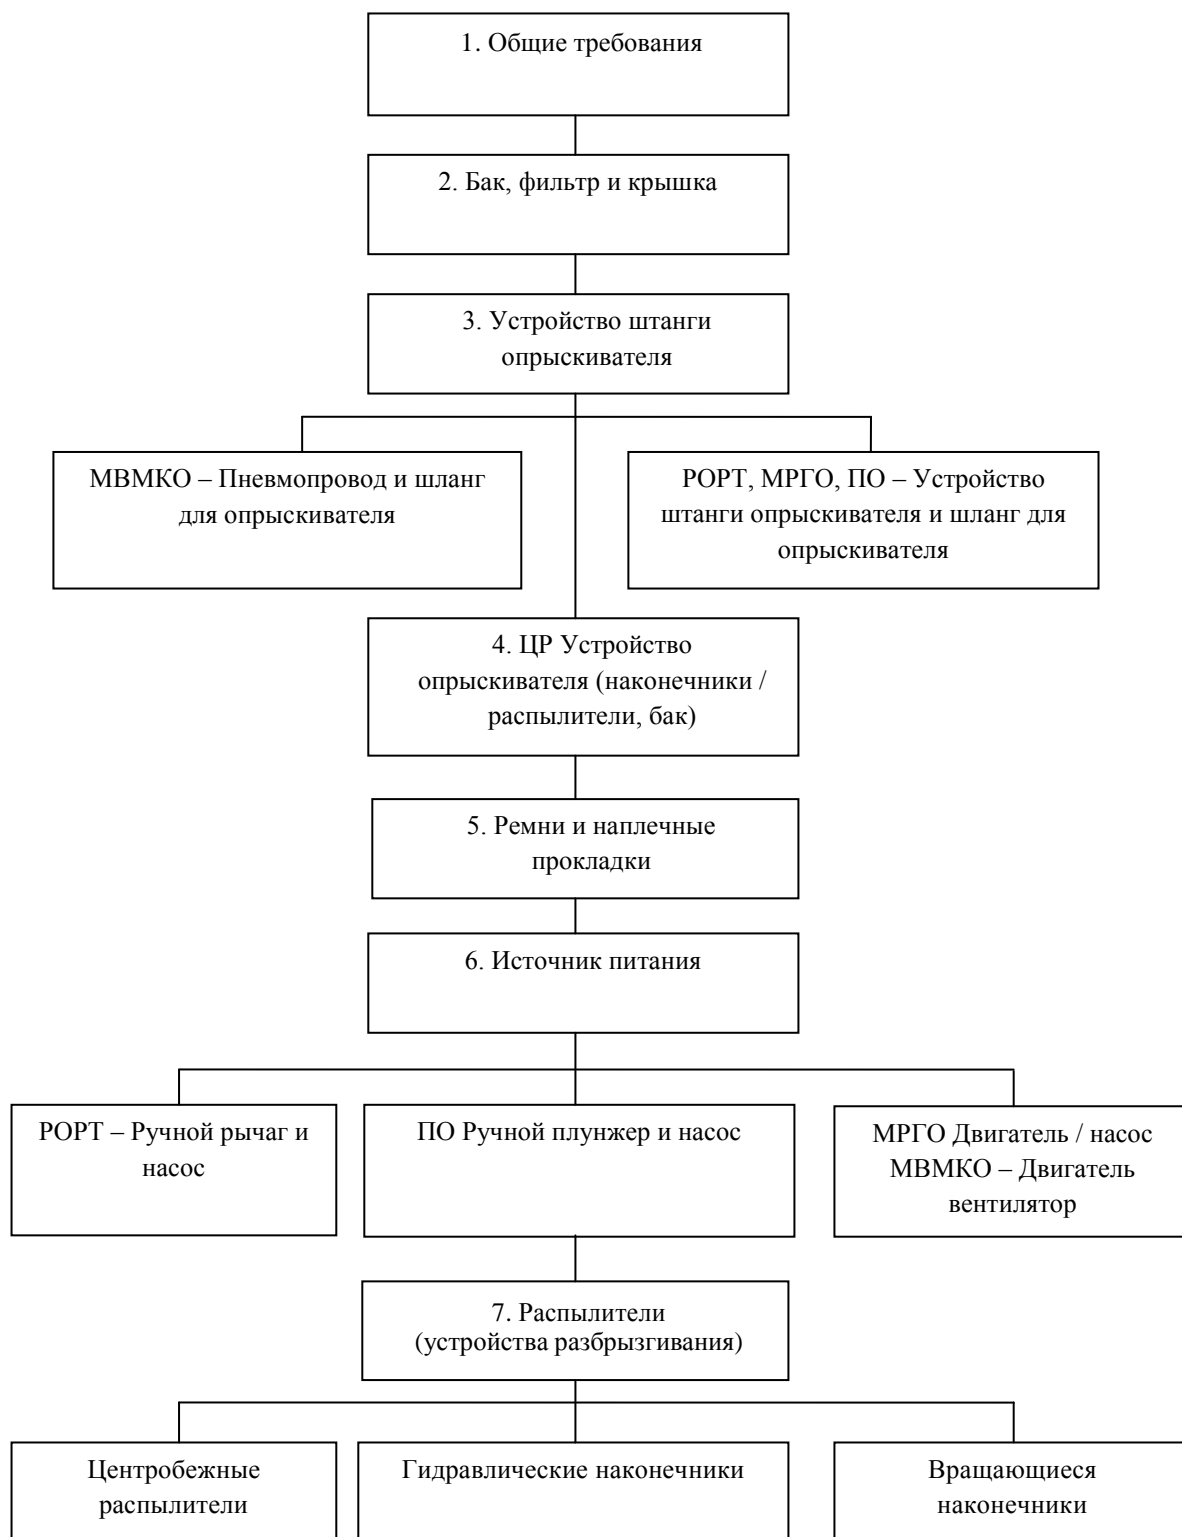 1. Общие требования
2. Бак, фильтр и крышка
3. Устройство штанги
опрыскивателя
МВМКО – Пневмопровод и шланг
для опрыскивателя
РОРТ, МРГО, ПО – Устройство
штанги опрыскивателя и шланг для
опрыскивателя
4. ЦР Устройство
опрыскивателя (наконечники /
распылители, бак)
5. Ремни и наплечные
прокладки
6. Источник питания
РОРТ – Ручной рычаг и
насос
ПО Ручной плунжер и насос
МРГО Двигатель / насос
МВМКО – Двигатель
вентилятор
7. Распылители
(устройства разбрызгивания)
Центробежные
распылители
Гидравлические наконечники
Вращающиеся
наконечники